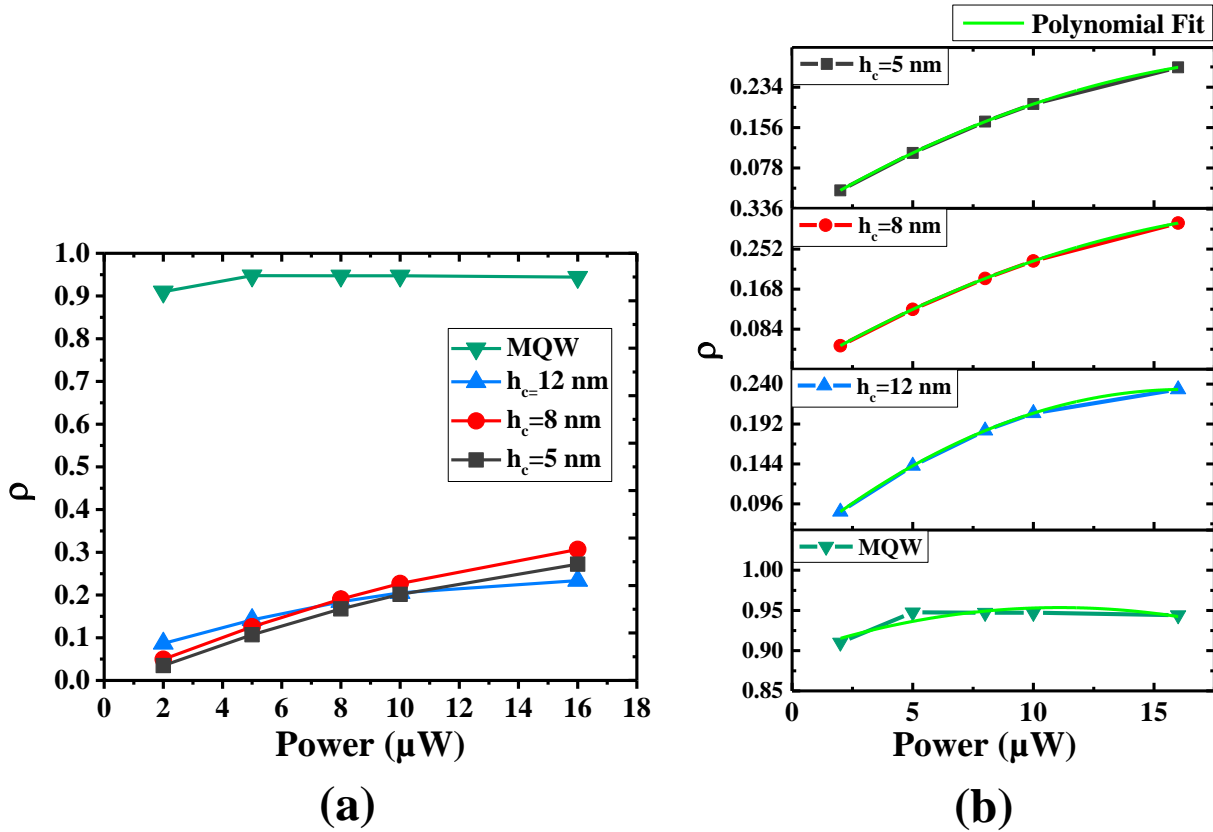 1.0
0.9
0.8
0.7
0.6
0.5
0.4
0.3
0.2
0.1
0.0
ρ
MQW
h_c=12 nm
h_c=8 nm
h_c=5 nm
0 2 4 6 8 10 12 14 16 18
Power (µW)
(a)
Polynomial Fit
h_c=5 nm
0.234
0.156
0.078
0.336
h_c=8 nm
0.252
0.168
0.084
ρ
0.240
h_c=12 nm
0.192
0.144
0.096
MQW
1.00
0.95
0.90
0.85
0 5 10 15
Power (µW)
(b)